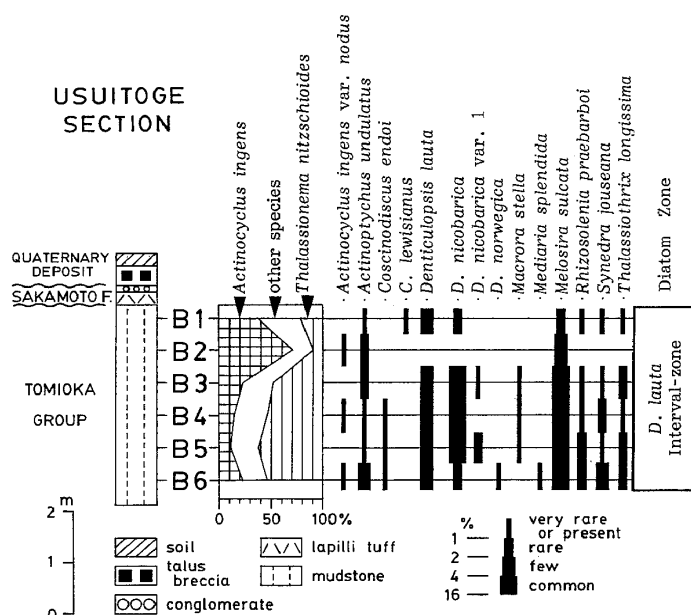 USUITOGE
SECTION
Actinocyclus ingens
other species
Thalassionema nitzschioides
Actinocyclus ingens var. nodus
Actinoptychus undulatus
Coscinodiscus endoi
C. lewisianus
Denticulopsis lauta
D. nicobarica
D. nicobarica var. 1
D. norwegica
Macrora stella
Mediaria splendida
Melosira sulcata
Rhizosolenia praebarboi
Synedra jouseana
Thalassiothrix longissima
Diatom Zone
QUATERNARY
DEPOSIT
SAKAMOTO F.
TOMIOKA
GROUP
B1
B2
B3
B4
B5
B6
D. lauta
Interval-zone
0 50 100%
m
2
1
0
soil
talus
breccia
conglomerate
lapilli tuff
mudstone
%
1
2
4
16
very rare
or present
rare
few
common